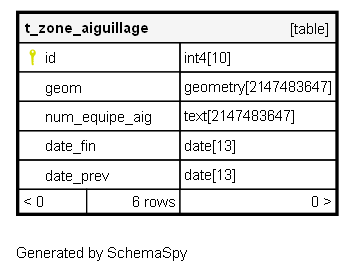 t_zone_aiguillage [table]
id int4[10]
geom geometry[2147483647]
num_equipe_aig text[2147483647]
date_fin date[13]
date_prev date[13]
< 0 6 rows 0 >
Generated by SchemaSpy